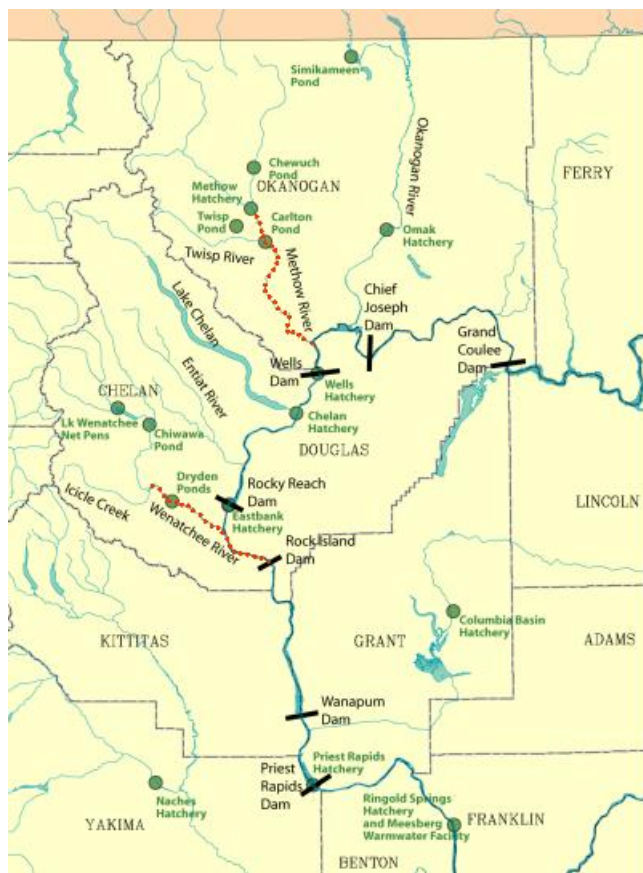 Similkameen
Pond
Okanogan River
FERRY
Chewuch
Pond
Methow
Hatchery
OKANOGAN
Twisp
Pond
Carlton
Pond
Omak
Hatchery
Twisp River
Methow River
Lake Chelan
Chief
Joseph
Dam
Grand
Coulee
Dam
Wells
Dam
Wells
Hatchery
Entiat River
CHELAN
Lk Wenatchee
Net Pens
Chiwawa
Pond
Chelan
Hatchery
DOUGLAS
Dryden
Ponds
Rocky Reach
Dam
Eastbank
Hatchery
LINCOLN
Icicle Creek
Wenatchee River
Rock Island
Dam
KITTITAS
GRANT
Columbia Basin
Hatchery
ADAMS
Wanapum
Dam
Priest
Rapids
Dam
Priest Rapids
Hatchery
Naches
Hatchery
YAKIMA
Ringold Springs
Hatchery
and Meesberg
Warmwater Facility
FRANKLIN
BENTON